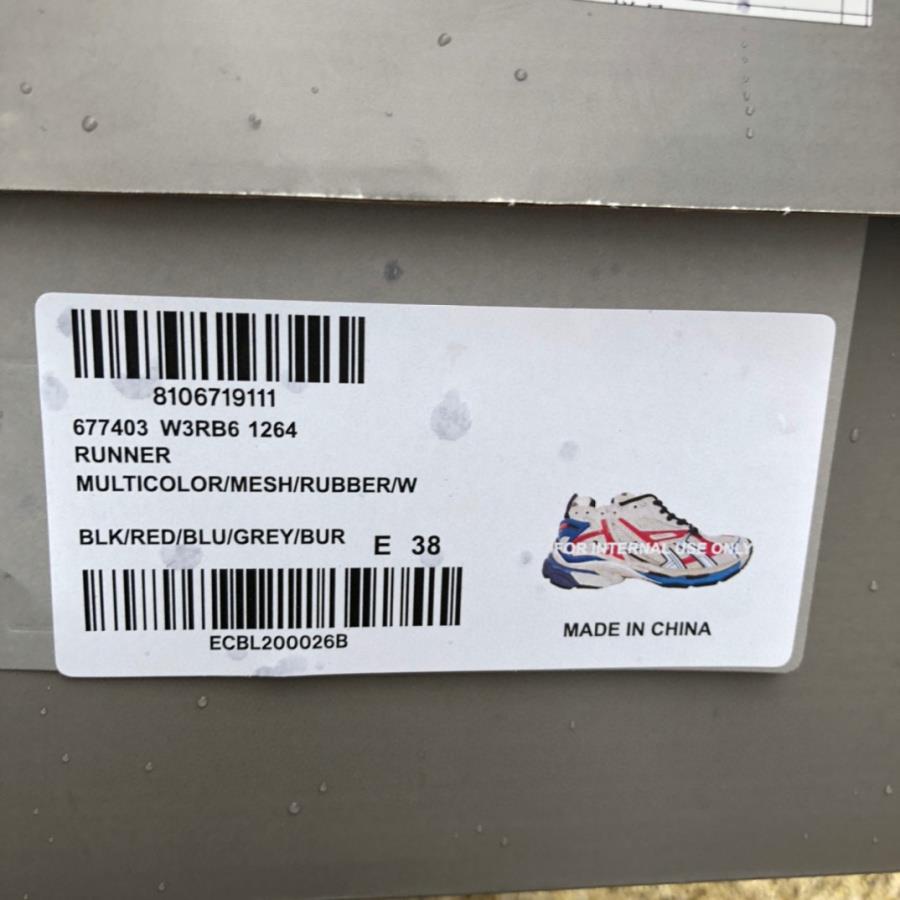 8106719111
677403 W3RB6 1264
RUNNER
MULTICOLOR/MESH/RUBBER/W
BLK/RED/BLU/GREY/BUR E 38
ECBL200026B
FOR INTERNAL USE ONLY
MADE IN CHINA